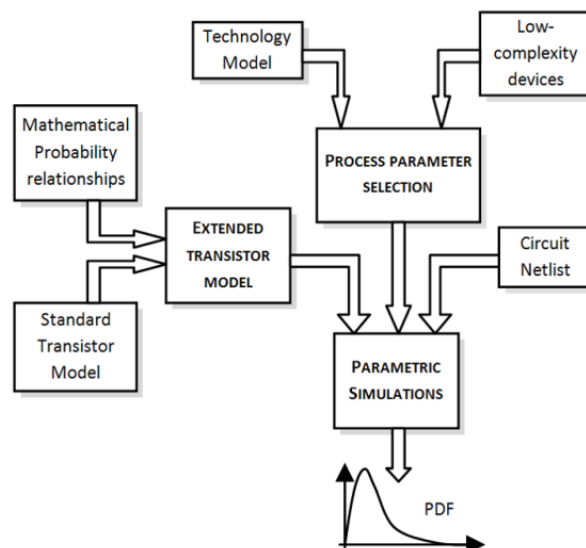 Technology
Model
Low-
complexity
devices
Mathematical
Probability
relationships
PROCESS PARAMETER
SELECTION
EXTENDED
TRANSISTOR
MODEL
Circuit
Netlist
Standard
Transistor
Model
PARAMETRIC
SIMULATIONS
PDF